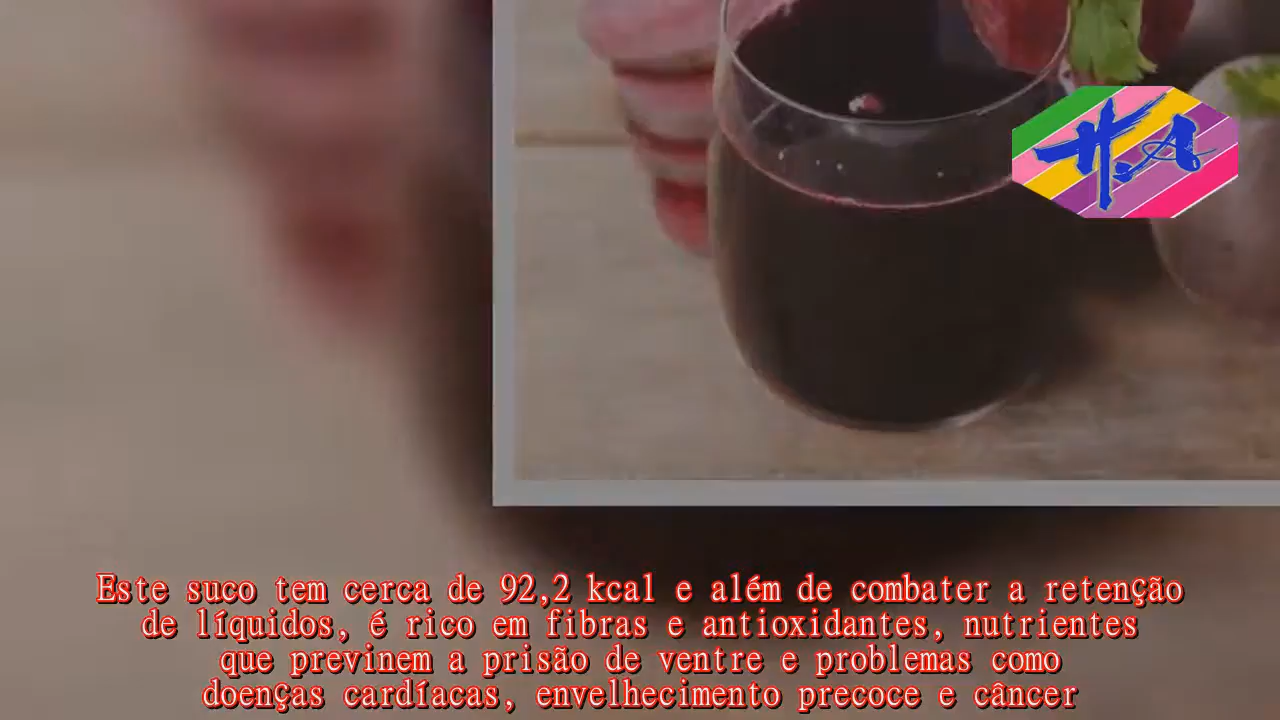 H.A
Este suco tem cerca de 92,2 kcal e além de combater a retenção
de líquidos, é rico em fibras e antioxidantes, nutrientes
que previnem a prisão de ventre e problemas como
doenças cardíacas, envelhecimento precoce e câncer